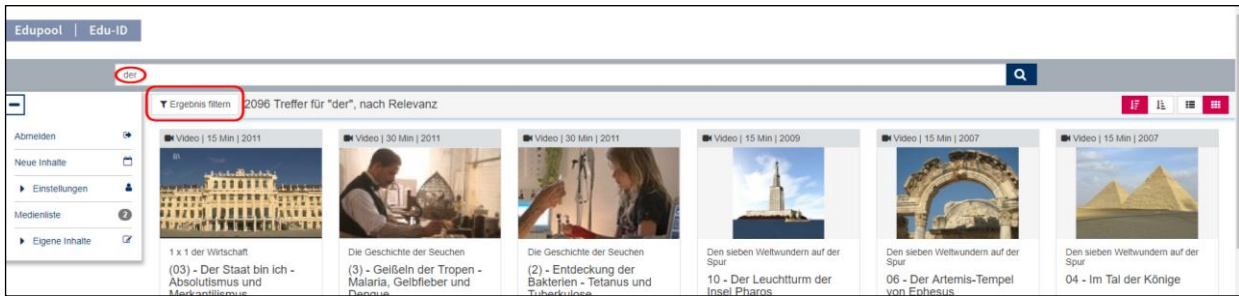 Edupool | Edu-ID
der
Ergebnis filtern
2096 Treffer für "der", nach Relevanz
Abmelden
Neue Inhalte
Einstellungen
Medienliste 2
Eigene Inhalte
Video | 15 Min | 2011
1 x 1 der Wirtschaft
(03) - Der Staat bin ich -
Absolutismus und
Merkantilismus
Video | 30 Min | 2011
Die Geschichte der Seuchen
(3) - Geißeln der Tropen -
Malaria, Gelbfieber und
Dengue
Video | 30 Min | 2011
Die Geschichte der Seuchen
(2) - Entdeckung der
Bakterien - Tetanus und
Tuberkulose
Video | 15 Min | 2009
Den sieben Weltwundern auf der
Spur
10 - Der Leuchtturm der
Insel Pharos
Video | 15 Min | 2007
Den sieben Weltwundern auf der
Spur
06 - Der Artemis-Tempel
von Ephesus
Video | 15 Min | 2007
Den sieben Weltwundern auf der
Spur
04 - Im Tal der Könige